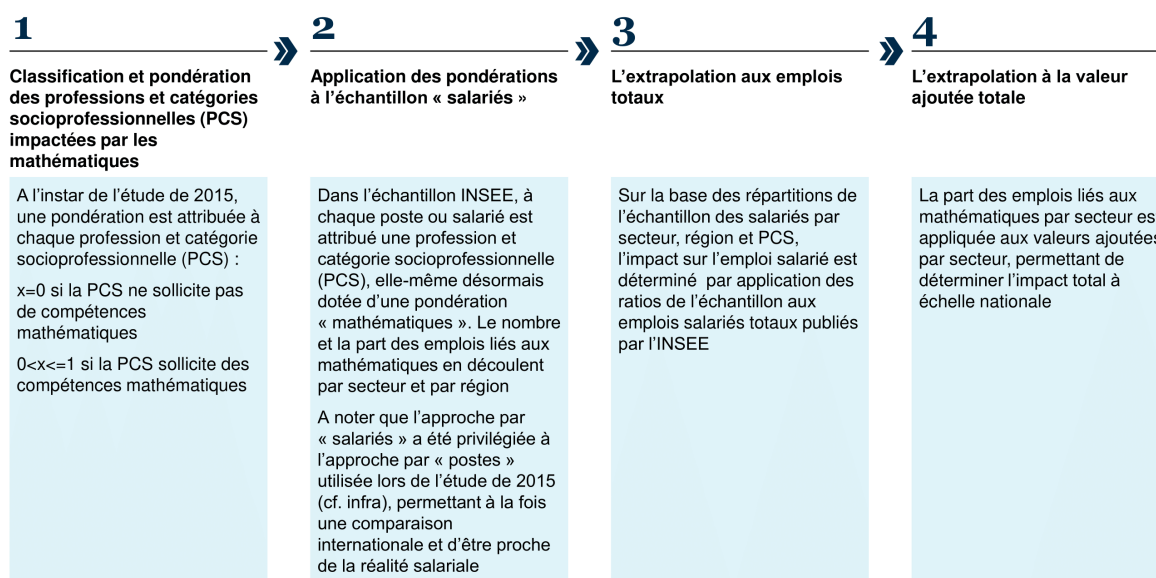 1
Classification et pondération
des professions et catégories
socioprofessionnelles (PCS)
impactées par les
mathématiques
A l'instar de l'étude de 2015,
une pondération est attribuée à
chaque profession et catégorie
socioprofessionnelle (PCS) :
x=0 si la PCS ne sollicite pas
de compétences
mathématiques
0<x<=1 si la PCS sollicite des
compétences mathématiques
2
Application des pondérations
à l'échantillon « salariés »
Dans l'échantillon INSEE, à
chaque poste ou salarié est
attribué une profession et
catégorie socioprofessionnelle
(PCS), elle-même désormais
dotée d'une pondération
« mathématiques ». Le nombre
et la part des emplois liés aux
mathématiques en découlent
par secteur et par région
A noter que l'approche par
« salariés » a été privilégiée à
l'approche par « postes »
utilisée lors de l'étude de 2015
(cf. infra), permettant à la fois
une comparaison
internationale et d'être proche
de la réalité salariale
3
L'extrapolation aux emplois
totaux
Sur la base des répartitions de
l'échantillon des salariés par
secteur, région et PCS,
l'impact sur l'emploi salarié est
déterminé par application des
ratios de l'échantillon aux
emplois salariés totaux publiés
par l'INSEE
4
L'extrapolation à la valeur
ajoutée totale
La part des emplois liés aux
mathématiques par secteur es
appliquée aux valeurs ajoutées
par secteur, permettant de
déterminer l'impact total à
échelle nationale